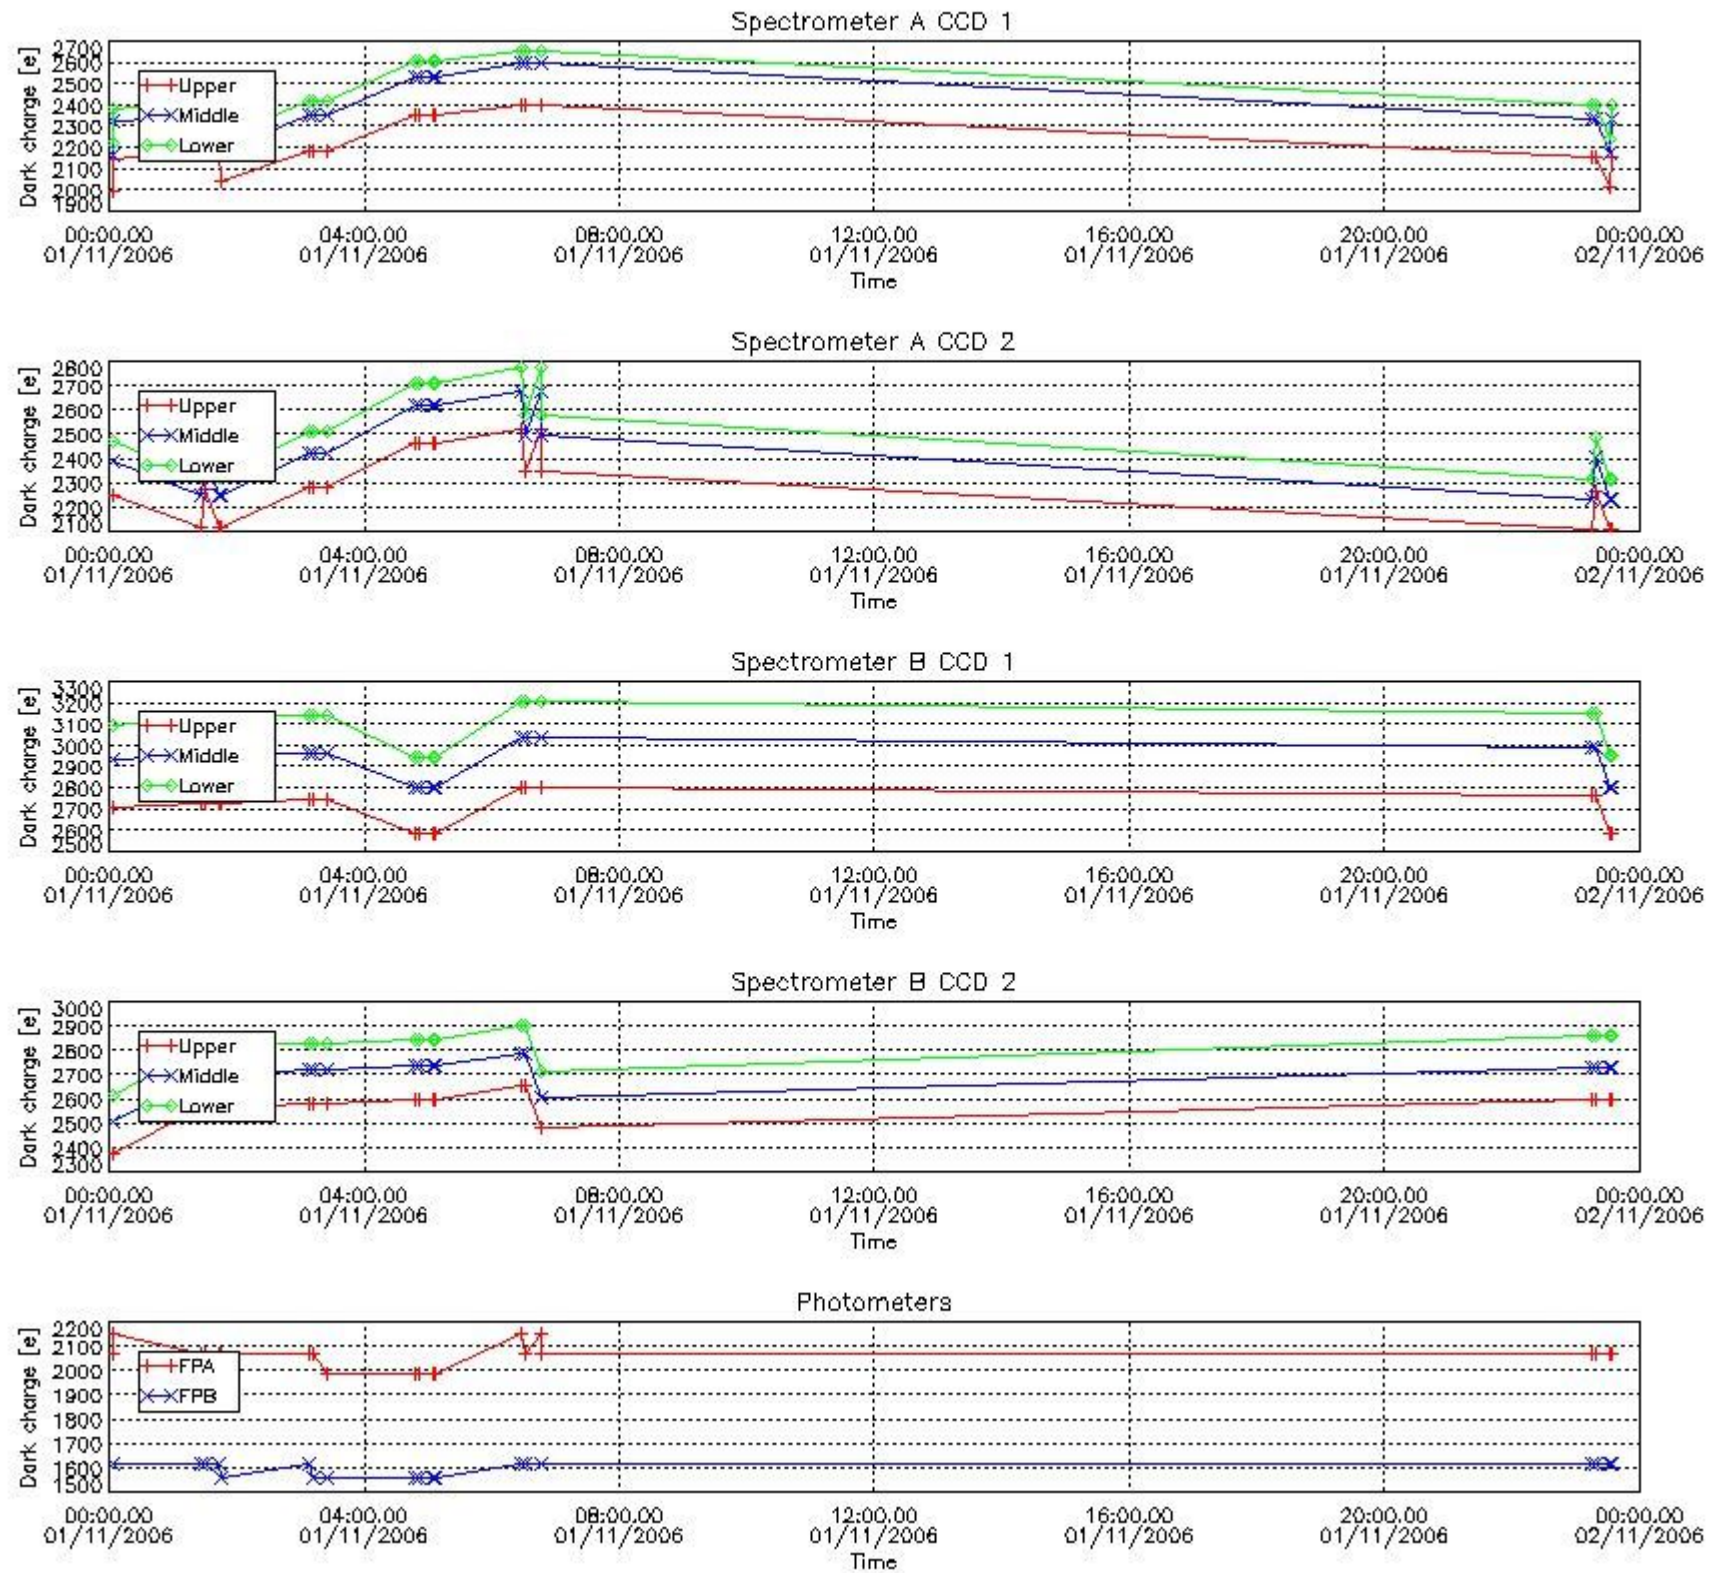 Spectrometer A CCD 1
Dark charge [e]
2700
2600
2500
2400
2300
2200
2100
2000
1900
Upper
Middle
Lower
00:00.00 04:00.00 08:00.00 12:00.00 16:00.00 20:00.00 00:00.00
01/11/2006 01/11/2006 01/11/2006 01/11/2006 01/11/2006 01/11/2006 02/11/2006
Time
Spectrometer A CCD 2
Dark charge [e]
2800
2700
2600
2500
2400
2300
2200
2100
Upper
Middle
Lower
00:00.00 04:00.00 08:00.00 12:00.00 16:00.00 20:00.00 00:00.00
01/11/2006 01/11/2006 01/11/2006 01/11/2006 01/11/2006 01/11/2006 02/11/2006
Time
Spectrometer B CCD 1
Dark charge [e]
3300
3200
3100
3000
2900
2800
2700
2600
2500
Upper
Middle
Lower
00:00.00 04:00.00 08:00.00 12:00.00 16:00.00 20:00.00 00:00.00
01/11/2006 01/11/2006 01/11/2006 01/11/2006 01/11/2006 01/11/2006 02/11/2006
Time
Spectrometer B CCD 2
Dark charge [e]
3000
2900
2800
2700
2600
2500
2400
2300
Upper
Middle
Lower
00:00.00 04:00.00 08:00.00 12:00.00 16:00.00 20:00.00 00:00.00
01/11/2006 01/11/2006 01/11/2006 01/11/2006 01/11/2006 01/11/2006 02/11/2006
Time
Photometers
Dark charge [e]
2200
2100
2000
1900
1800
1700
1600
1500
FPA
FPB
00:00.00 04:00.00 08:00.00 12:00.00 16:00.00 20:00.00 00:00.00
01/11/2006 01/11/2006 01/11/2006 01/11/2006 01/11/2006 01/11/2006 02/11/2006
Time